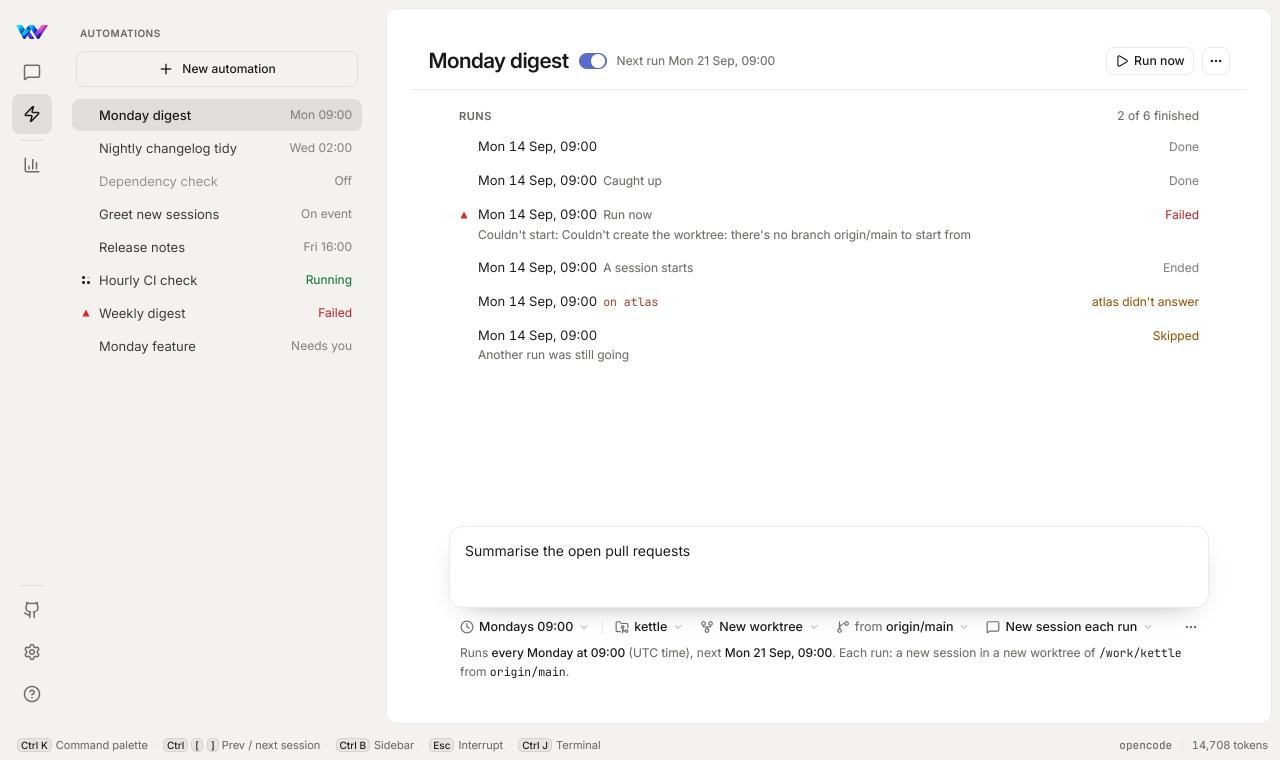 AUTOMATIONS
New automation
Monday digest Mon 09:00
Nightly changelog tidy Wed 02:00
Dependency check Off
Greet new sessions On event
Release notes Fri 16:00
Hourly CI check Running
Weekly digest Failed
Monday feature Needs you
Monday digest Next run Mon 21 Sep, 09:00 Run now
RUNS 2 of 6 finished
Mon 14 Sep, 09:00 Done
Mon 14 Sep, 09:00 Caught up Done
Mon 14 Sep, 09:00 Run now Failed
Couldn't start: Couldn't create the worktree: there's no branch origin/main to start from
Mon 14 Sep, 09:00 A session starts Ended
Mon 14 Sep, 09:00 on atlas atlas didn't answer
Mon 14 Sep, 09:00 Skipped
Another run was still going
Summarise the open pull requests
Mondays 09:00 kettle New worktree from origin/main New session each run
Runs every Monday at 09:00 (UTC time), next Mon 21 Sep, 09:00. Each run: a new session in a new worktree of /work/kettle
from origin/main.
Ctrl K Command palette Ctrl [ ] Prev / next session Ctrl B Sidebar Esc Interrupt Ctrl J Terminal opencode 14,708 tokens